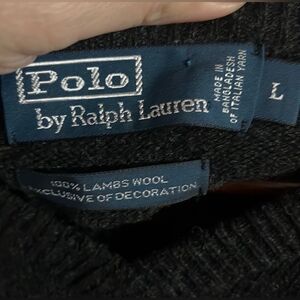 Polo
by Ralph Lauren
MADE IN
BANGLADESH
OF ITALIAN YARN
L
100% LAMBS WOOL
EXCLUSIVE OF DECORATION